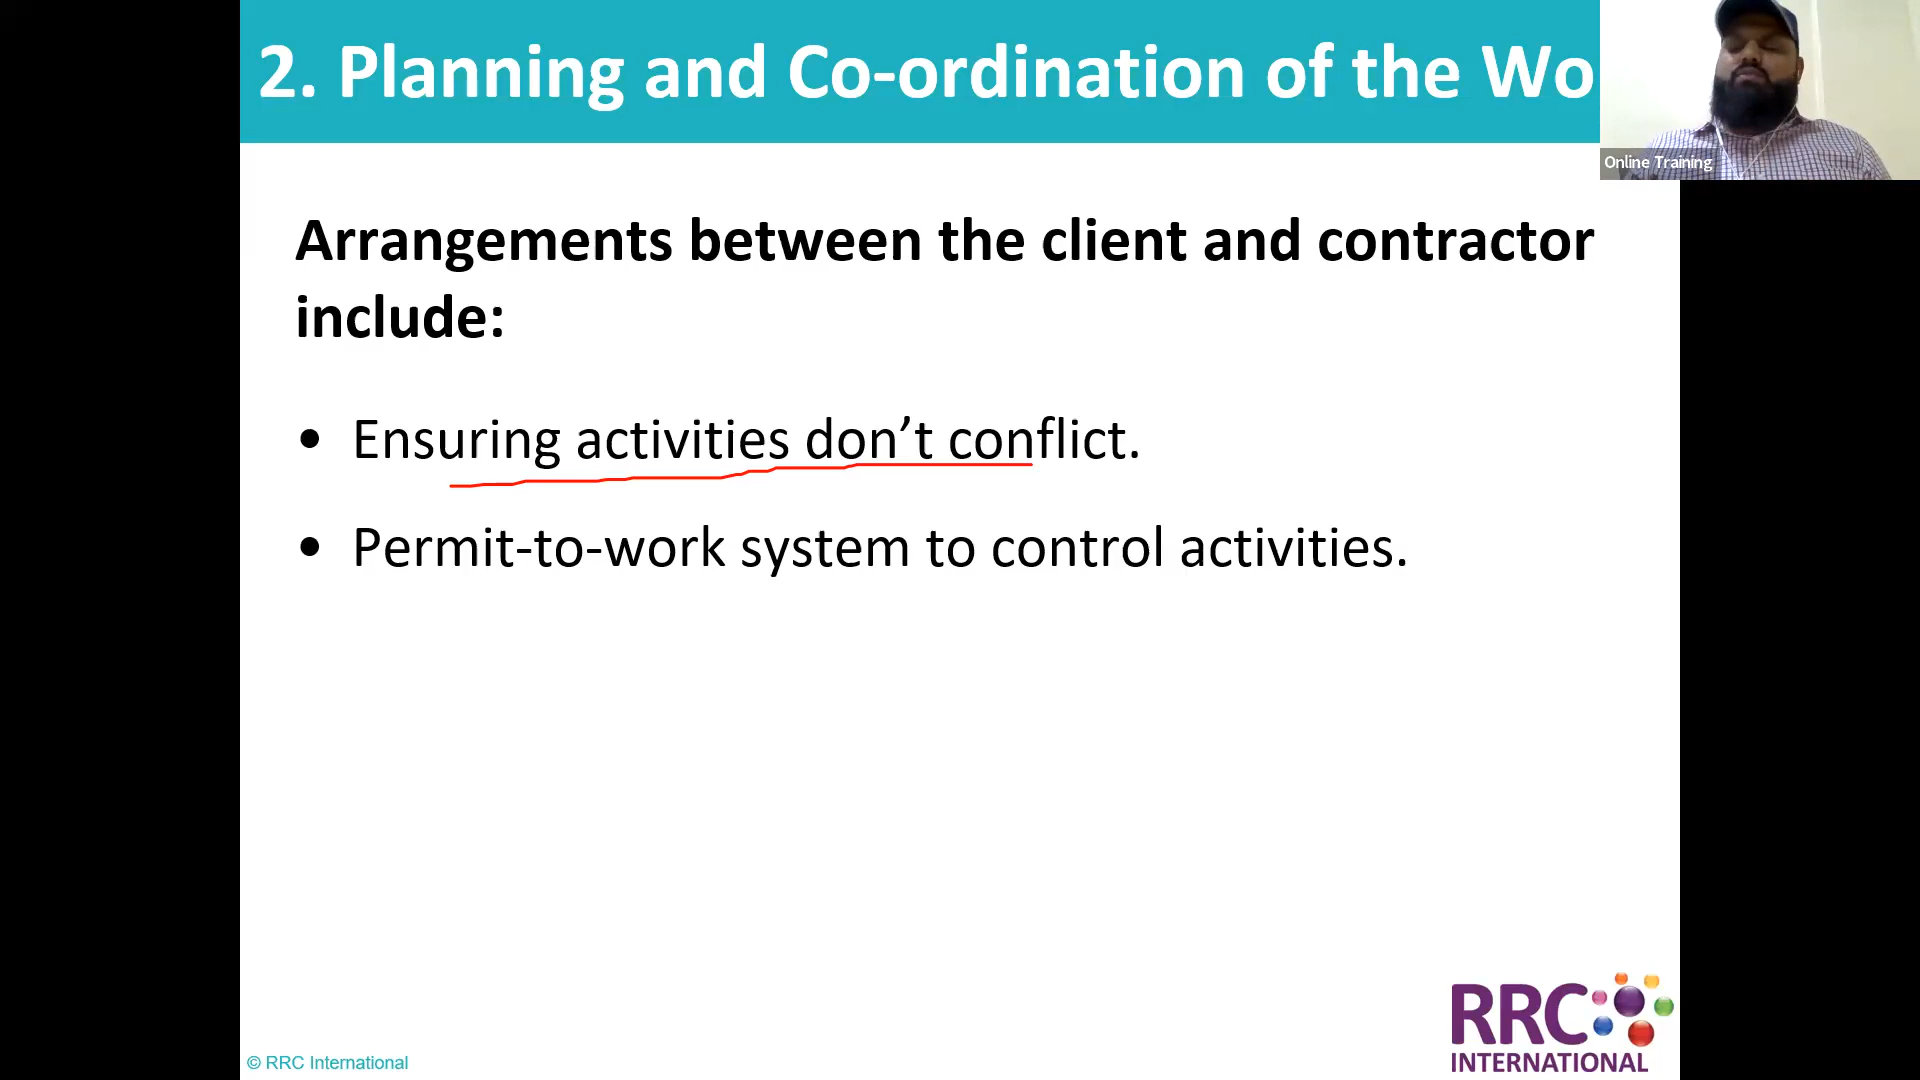 2. Planning and Co-ordination of the Wo
Online Training
Arrangements between the client and contractor
include:
• Ensuring activities don’t conflict.
• Permit-to-work system to control activities.
RRC
INTERNATIONAL
© RRC International